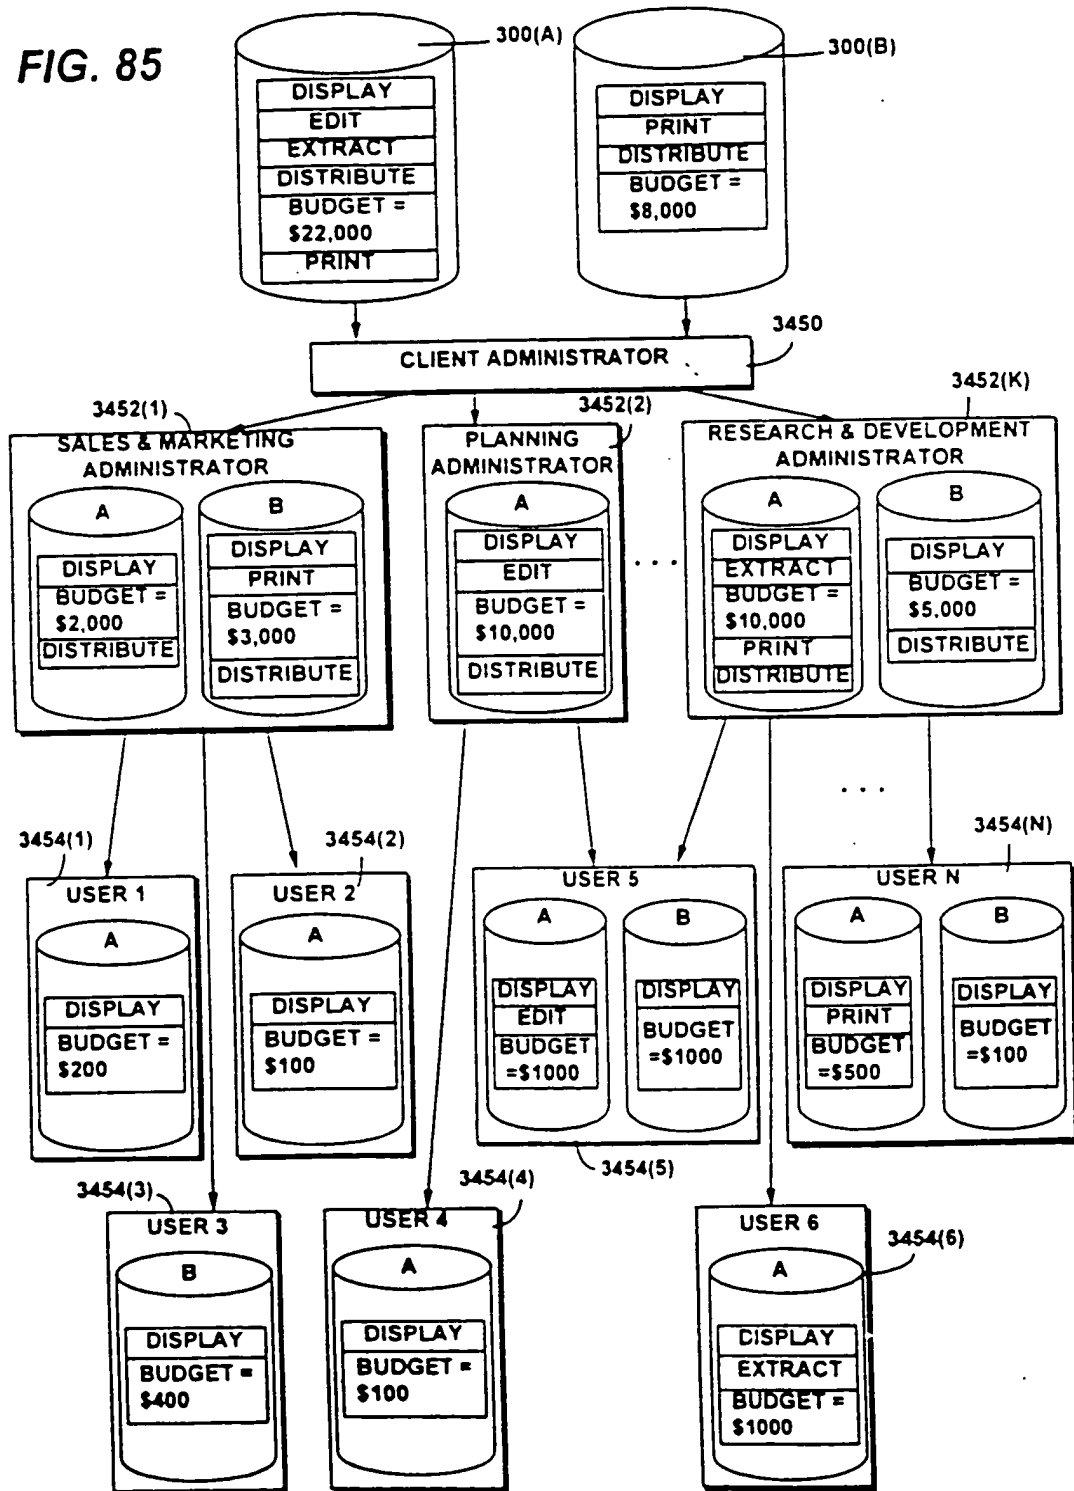 FIG. 85
300(A)
300(B)
DISPLAY
EDIT
EXTRACT
DISTRIBUTE
BUDGET =
$22,000
PRINT
DISPLAY
PRINT
DISTRIBUTE
BUDGET =
$8,000
CLIENT ADMINISTRATOR
3450
3452(1)
SALES & MARKETING
ADMINISTRATOR
A
DISPLAY
BUDGET =
$2,000
DISTRIBUTE
B
DISPLAY
PRINT
BUDGET =
$3,000
DISTRIBUTE
3452(2)
PLANNING
ADMINISTRATOR
A
DISPLAY
EDIT
BUDGET =
$10,000
DISTRIBUTE
. . .
3452(K)
RESEARCH & DEVELOPMENT
ADMINISTRATOR
A
DISPLAY
EXTRACT
BUDGET =
$10,000
PRINT
DISTRIBUTE
B
DISPLAY
BUDGET =
$5,000
DISTRIBUTE
. . .
3454(1)
USER 1
A
DISPLAY
BUDGET =
$200
3454(2)
USER 2
A
DISPLAY
BUDGET =
$100
USER 5
A
DISPLAY
EDIT
BUDGET
=$1000
B
DISPLAY
BUDGET
=$1000
3454(5)
3454(N)
USER N
A
DISPLAY
PRINT
BUDGET
=$500
B
DISPLAY
BUDGET
=$100
3454(3)
USER 3
B
DISPLAY
BUDGET =
$400
3454(4)
USER 4
A
DISPLAY
BUDGET =
$100
USER 6
3454(6)
A
DISPLAY
EXTRACT
BUDGET =
$1000